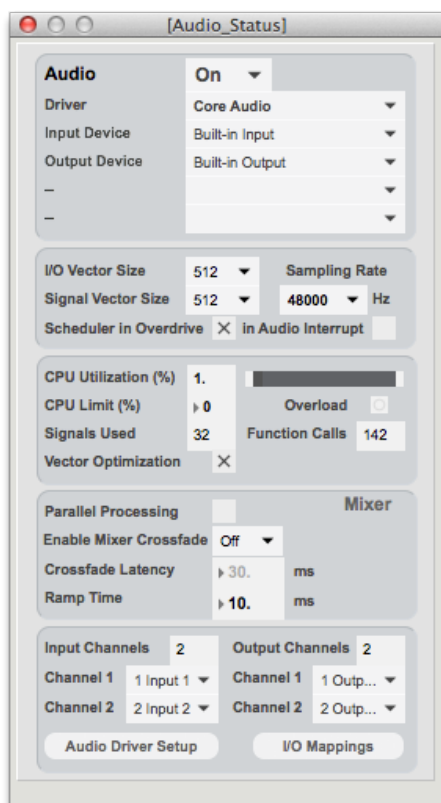 [Audio_Status]
Audio On
Driver Core Audio
Input Device Built-in Input
Output Device Built-in Output
–
–
I/O Vector Size 512 Sampling Rate
Signal Vector Size 512 48000 Hz
Scheduler in Overdrive X in Audio Interrupt
CPU Utilization (%) 1.
CPU Limit (%) 0 Overload
Signals Used 32 Function Calls 142
Vector Optimization X
Mixer
Parallel Processing
Enable Mixer Crossfade Off
Crossfade Latency 30. ms
Ramp Time 10. ms
Input Channels 2 Output Channels 2
Channel 1 1 Input 1 Channel 1 1 Outp...
Channel 2 2 Input 2 Channel 2 2 Outp...
Audio Driver Setup I/O Mappings